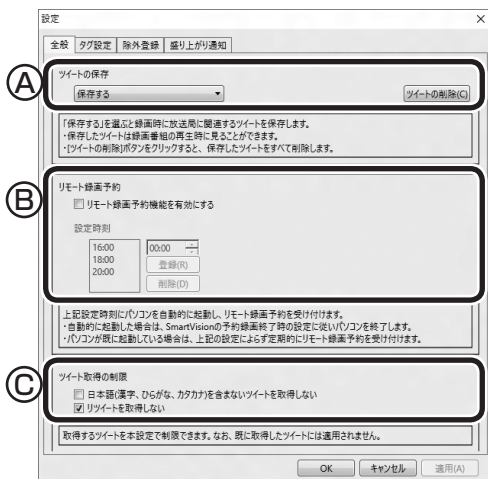 設定
×
全般 タグ設定 除外登録 盛り上がり通知
Ⓐ
ツイートの保存
保存する ツイートの削除(C)
「保存する」を選ぶと録画時に放送局に関連するツイートを保存します。
・保存したツイートは録画番組の再生時に見ることができます。
・[ツイートの削除]ボタンをクリックすると、保存したツイートをすべて削除します。
Ⓑ
リモート録画予約
リモート録画予約機能を有効にする
設定時刻
16:00 00:00
18:00 登録(R)
20:00 削除(D)
上記設定時刻にパソコンを自動的に起動し、リモート録画予約を受け付けます。
・自動的に起動した場合は、SmartVisionの予約録画終了時の設定に従いパソコンを終了します。
・パソコンが既に起動している場合は、上記の設定によらず定期的にリモート録画予約を受け付けます。
Ⓒ
ツイート取得の制限
日本語(漢字、ひらがな、カタカナ)を含まないツイートを取得しない
リツイートを取得しない
取得するツイートを本設定で制限できます。なお、既に取得したツイートには適用されません。
OK キャンセル 適用(A)